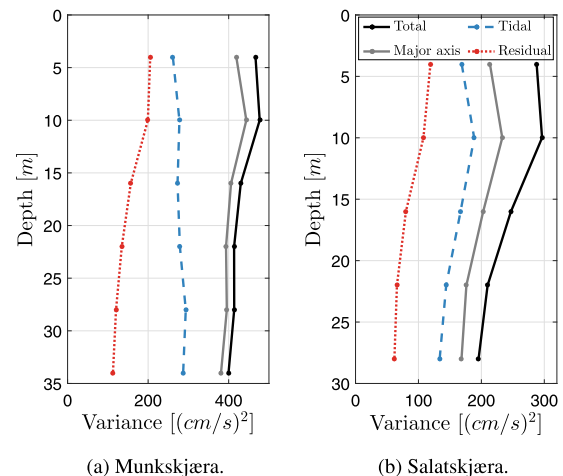 0
5
10
15
20
25
30
35
0
200
400
Depth [m]
Variance [(cm/s)²]
(a) Munkskjæra.
0
5
10
15
20
25
30
0
100
200
300
Depth [m]
Variance [(cm/s)²]
Total
Tidal
Major axis
Residual
(b) Salatskjæra.